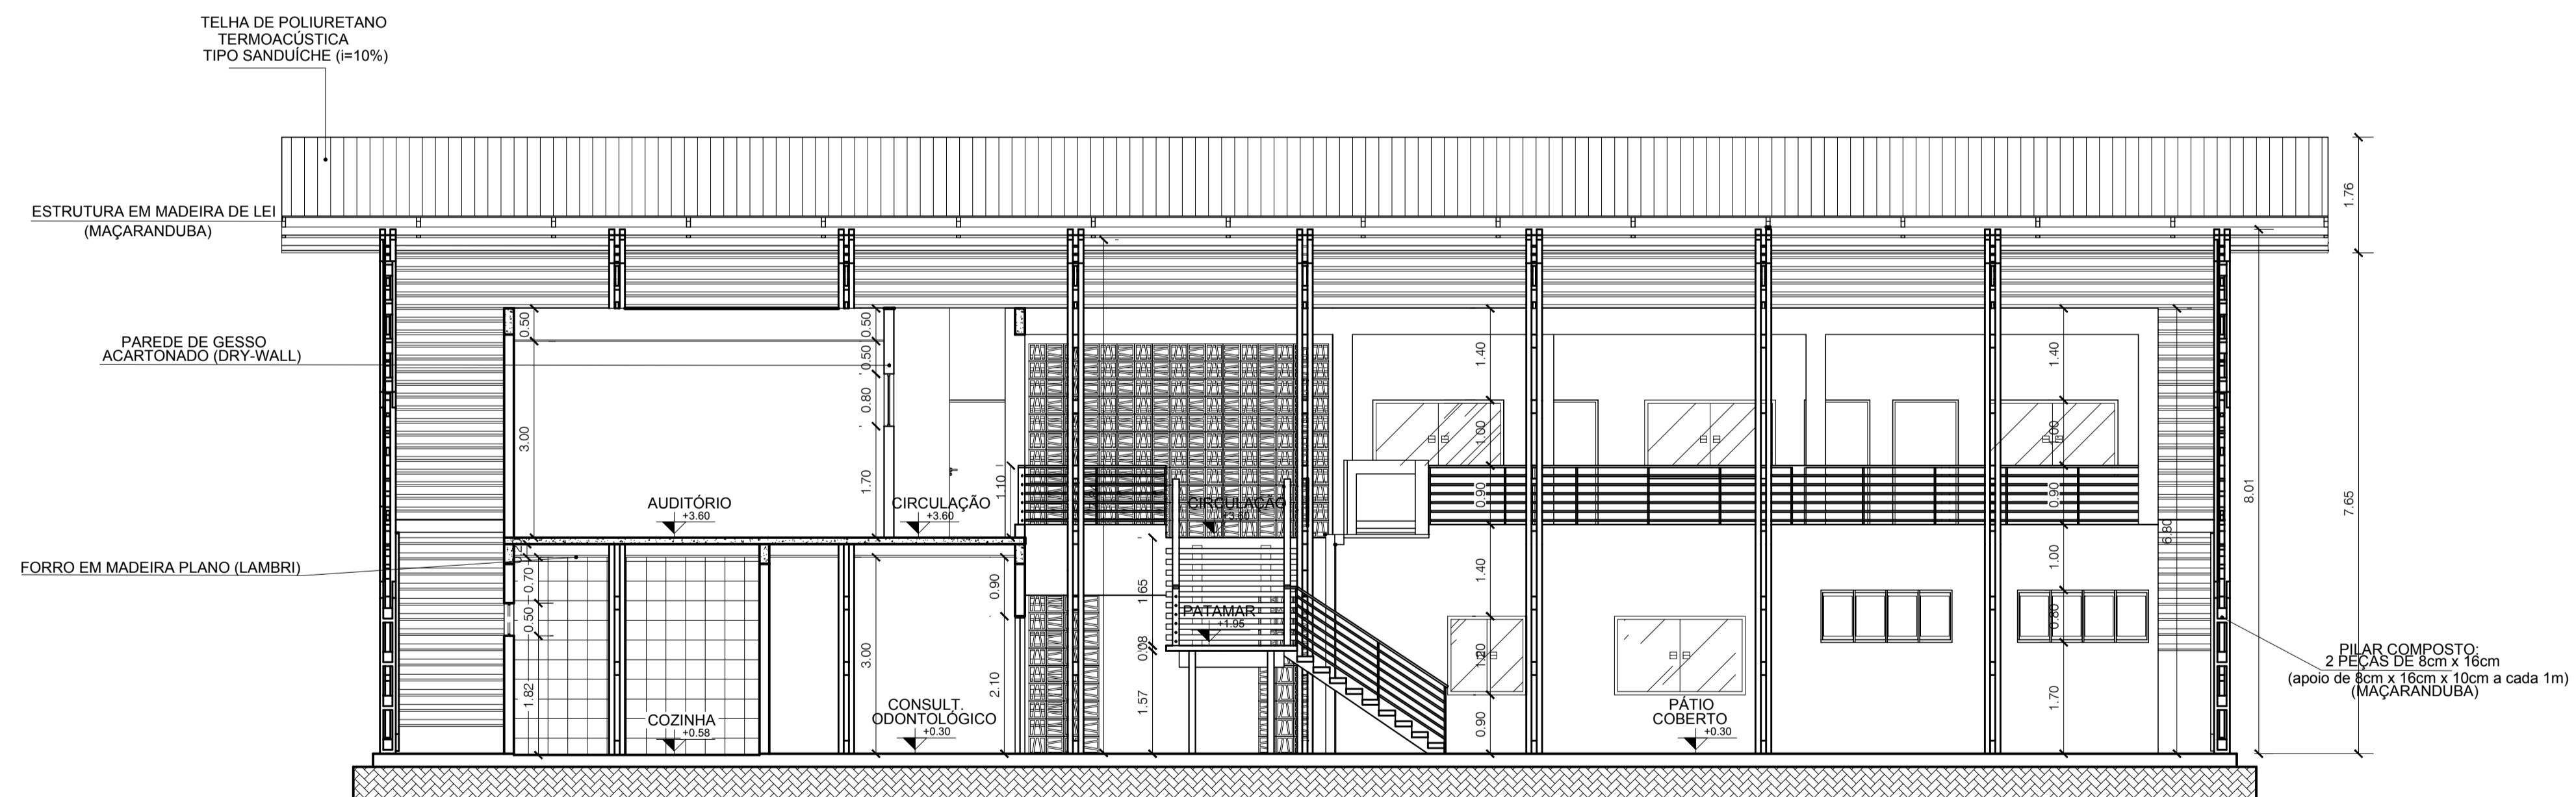 TELHA DE POLIURETANO
TERMOACÚSTICA
TIPO SANDUÍCHE (i=10%)
1.76
ESTRUTURA EM MADEIRA DE LEI
(MAÇARANDUBA)
PAREDE DE GESSO
ACARTONADO (DRY-WALL)
0.50
0.50
0.50
0.80
3.00
1.70
1.10
1.40
1.00
0.90
1.40
1.00
0.90
8.01
7.65
6.80
AUDITÓRIO
+3.60
CIRCULAÇÃO
+3.60
CIRCULAÇÃO
+3.60
FORRO EM MADEIRA PLANO (LAMBRI)
0.70
0.50
1.82
3.00
0.90
2.10
1.65
0.08
1.57
PATAMAR
+1.95
1.40
1.20
0.90
1.00
0.80
1.70
COZINHA
+0.58
CONSULT.
ODONTOLÓGICO
+0.30
PÁTIO
COBERTO
+0.30
PILAR COMPOSTO:
2 PEÇAS DE 8cm x 16cm
(apoio de 8cm x 16cm x 10cm a cada 1m)
(MAÇARANDUBA)